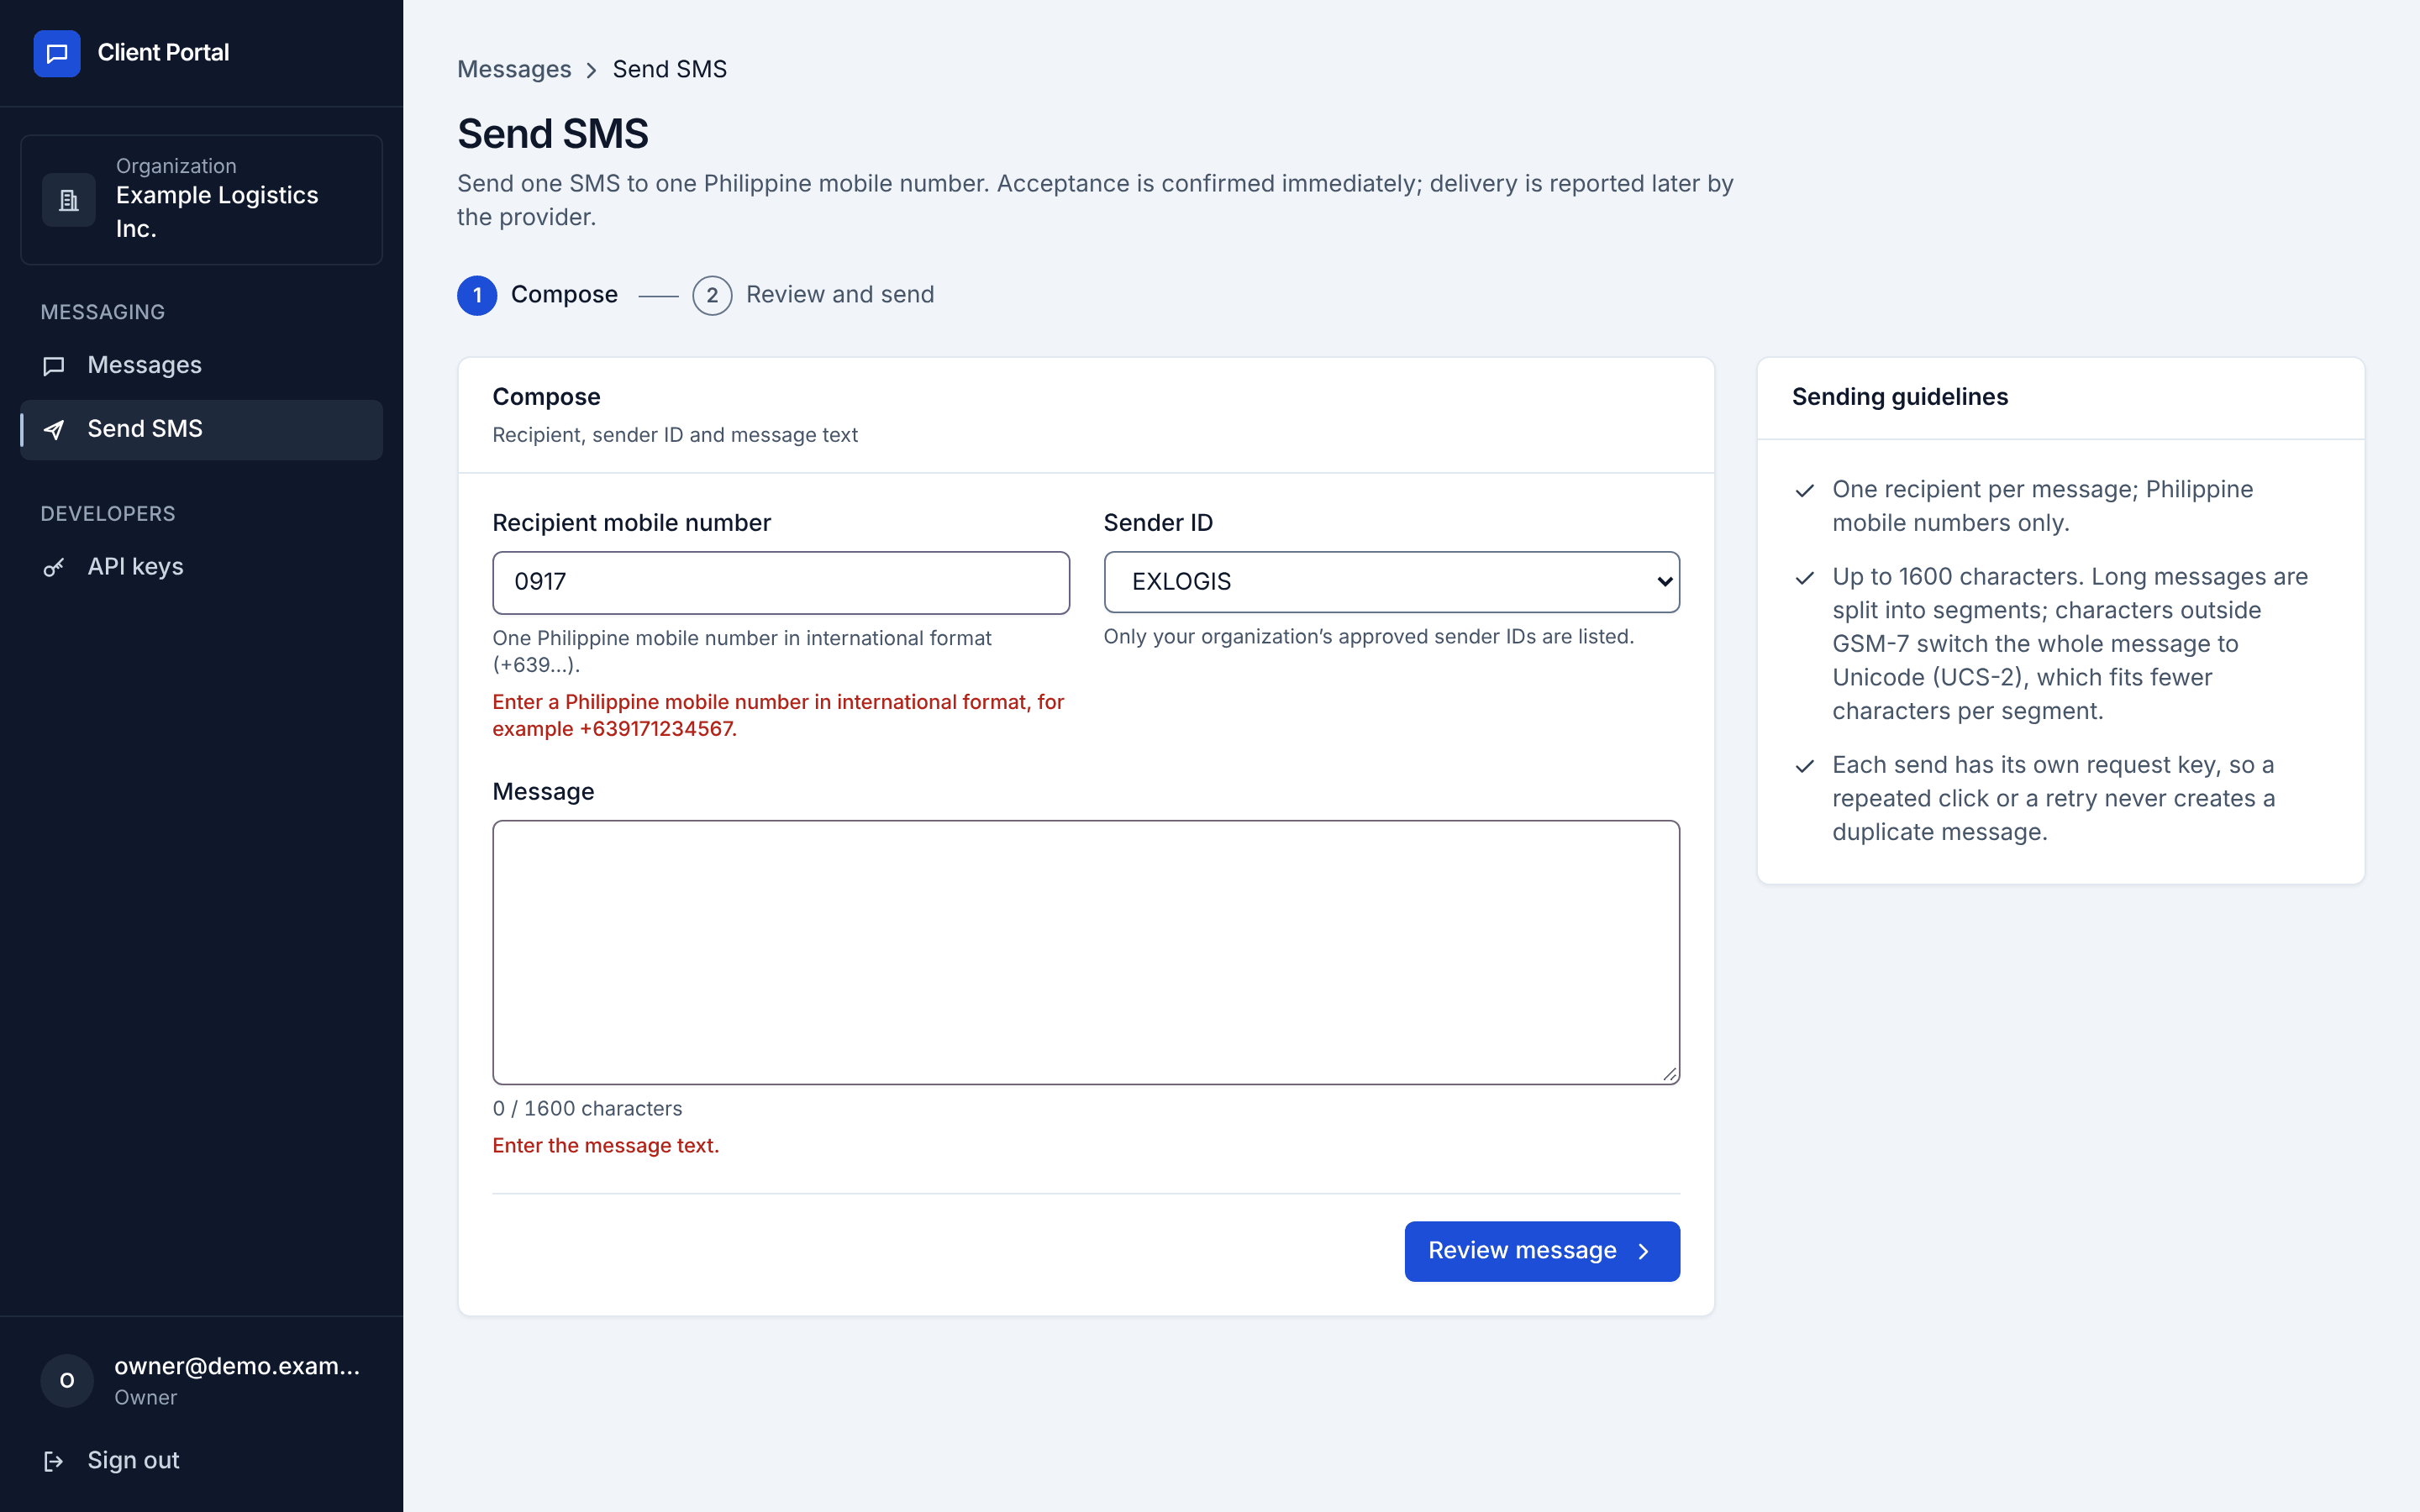 Client Portal
Organization
Example Logistics
Inc.
MESSAGING
Messages
Send SMS
DEVELOPERS
API keys
O
owner@demo.exam...
Owner
Sign out
Messages > Send SMS
Send SMS
Send one SMS to one Philippine mobile number. Acceptance is confirmed immediately; delivery is reported later by
the provider.
1 Compose — 2 Review and send
Compose
Recipient, sender ID and message text
Recipient mobile number
0917
One Philippine mobile number in international format
(+639...).
Enter a Philippine mobile number in international format, for
example +639171234567.
Sender ID
EXLOGIS
Only your organization’s approved sender IDs are listed.
Message
0 / 1600 characters
Enter the message text.
Review message
Sending guidelines
One recipient per message; Philippine
mobile numbers only.
Up to 1600 characters. Long messages are
split into segments; characters outside
GSM-7 switch the whole message to
Unicode (UCS-2), which fits fewer
characters per segment.
Each send has its own request key, so a
repeated click or a retry never creates a
duplicate message.